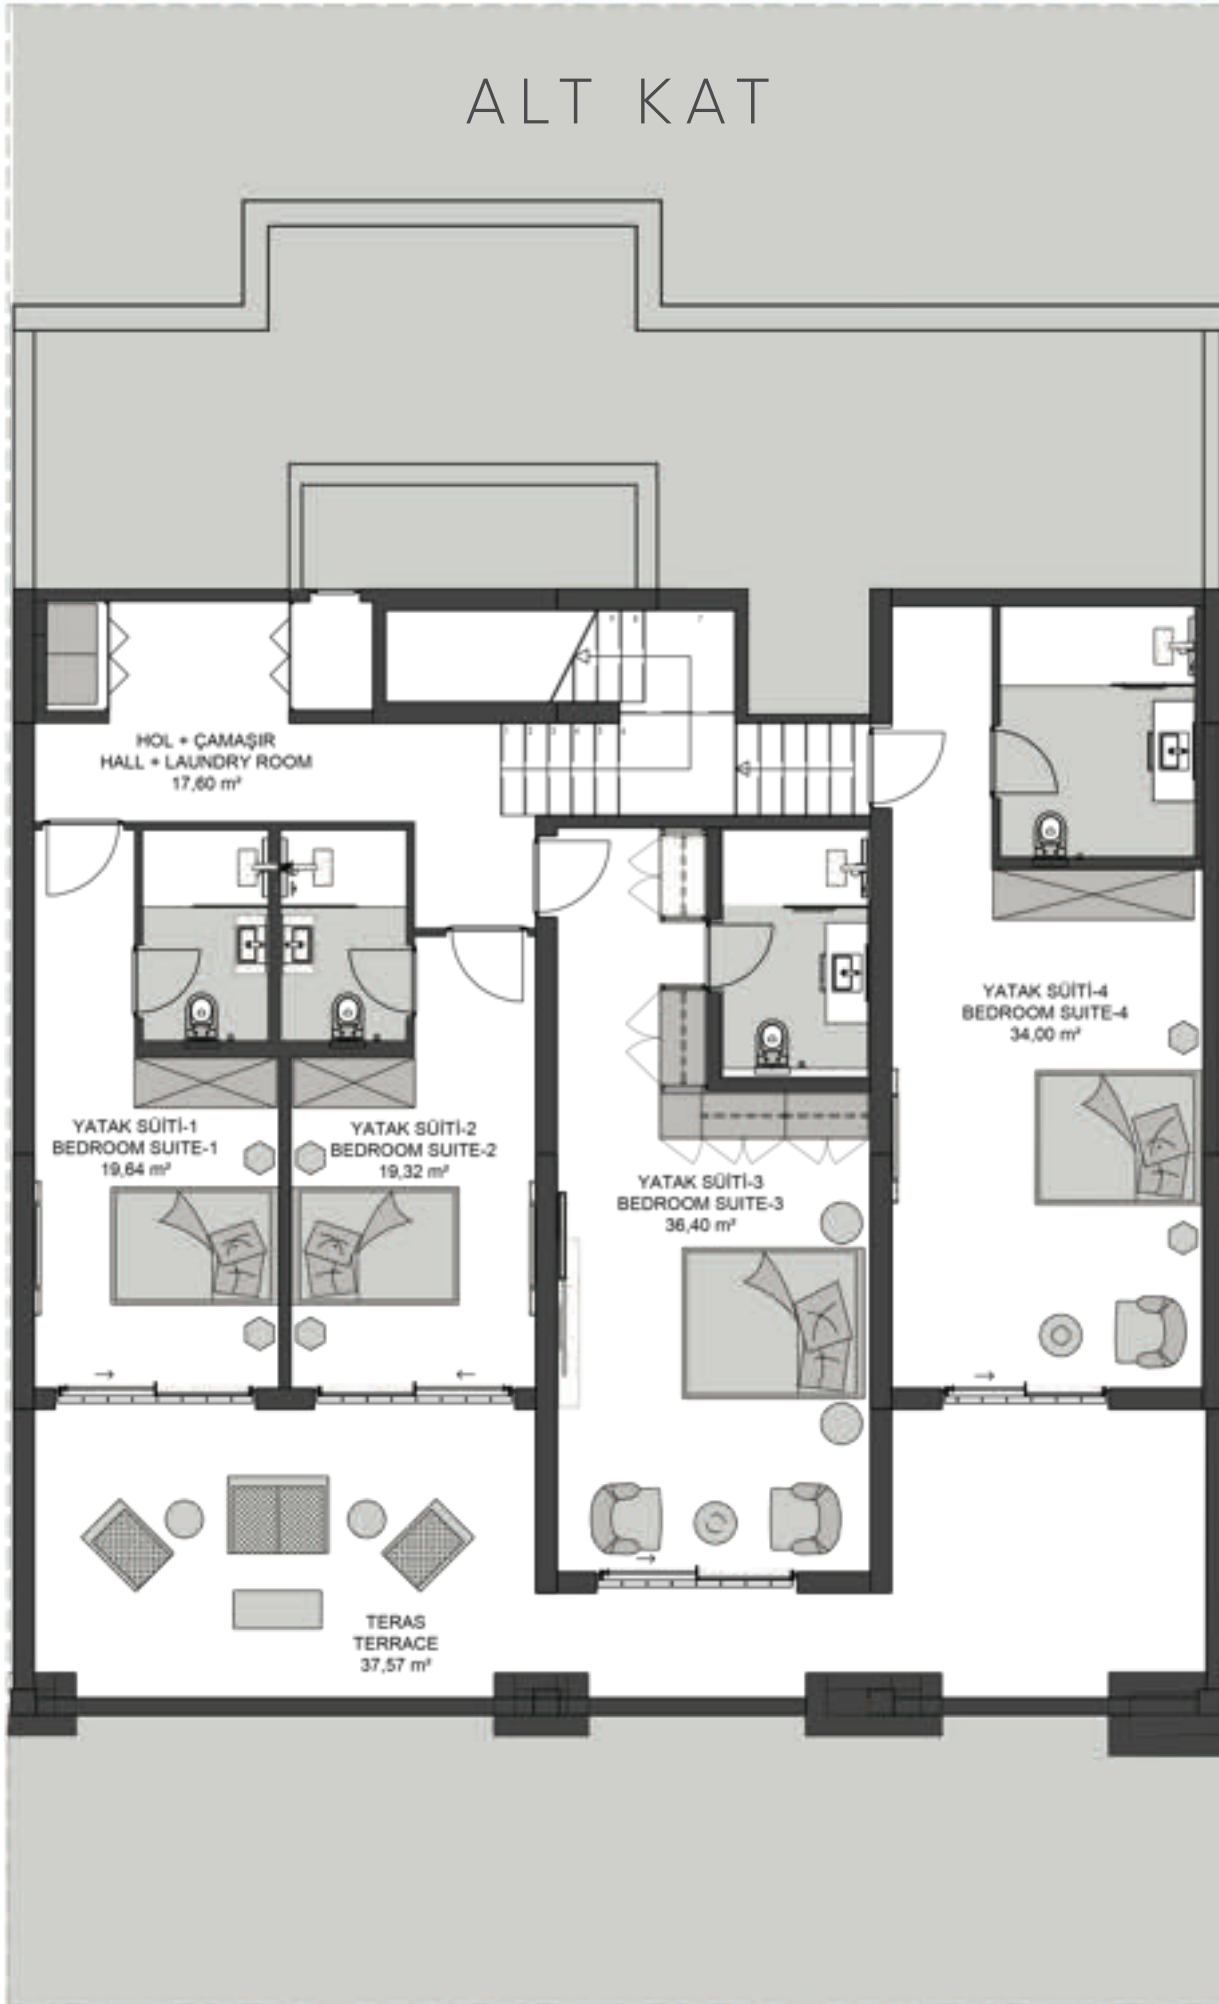 ALT KAT
HOL + ÇAMAŞIR
HALL + LAUNDRY ROOM
17,60 m²
YATAK SÜİTİ-1
BEDROOM SUITE-1
19,64 m²
YATAK SÜİTİ-2
BEDROOM SUITE-2
19,32 m²
YATAK SÜİTİ-3
BEDROOM SUITE-3
36,40 m²
YATAK SÜİTİ-4
BEDROOM SUITE-4
34,00 m²
TERAS
TERRACE
37,57 m²